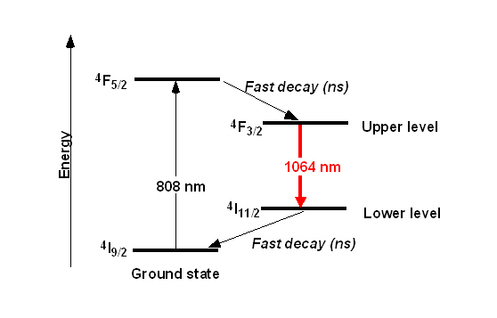 ⁴F₅/₂
Fast decay (ns)
⁴F₃/₂
Upper level
Energy
1064 nm
808 nm
⁴I₁₁/₂
Lower level
⁴I₉/₂
Fast decay (ns)
Ground state